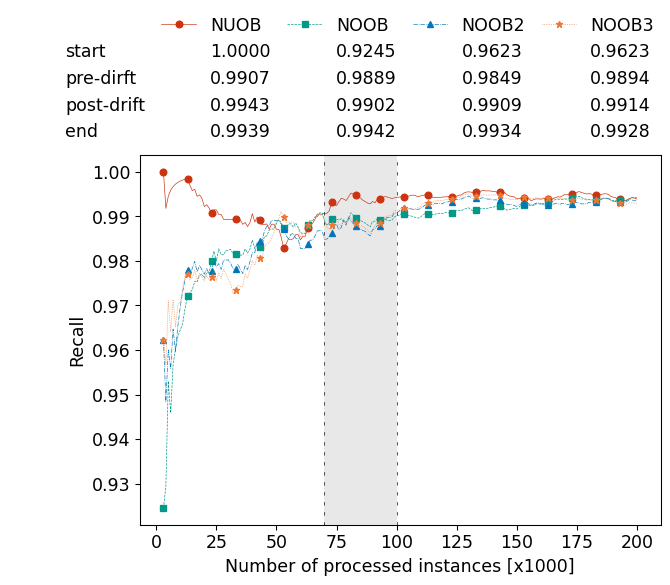 NUOB NOOB NOOB2 NOOB3
start 1.0000 0.9245 0.9623 0.9623
pre-dirft 0.9907 0.9889 0.9849 0.9894
post-drift 0.9943 0.9902 0.9909 0.9914
end 0.9939 0.9942 0.9934 0.9928
1.00
0.99
0.98
0.97
0.96
0.95
0.94
0.93
Recall
0 25 50 75 100 125 150 175 200
Number of processed instances [x1000]